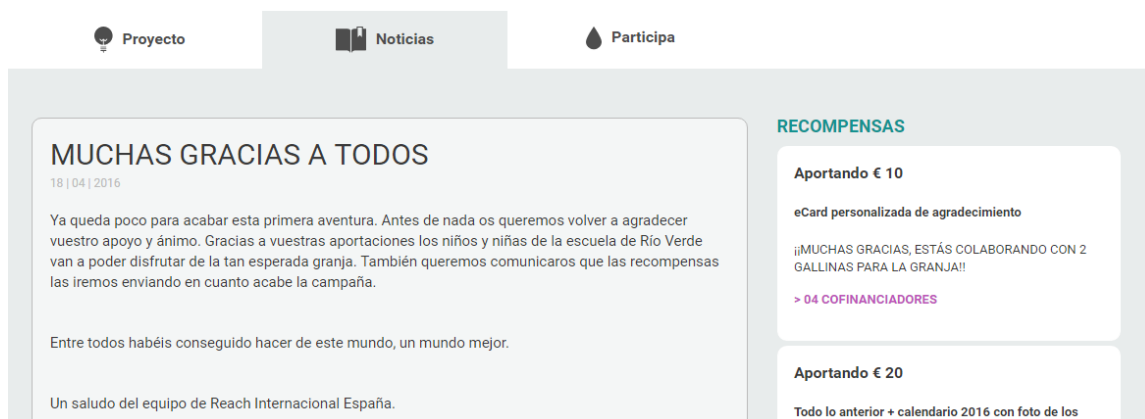 Proyecto
Noticias
Participa
MUCHAS GRACIAS A TODOS
18 | 04 | 2016
Ya queda poco para acabar esta primera aventura. Antes de nada os queremos volver a agradecer
vuestro apoyo y ánimo. Gracias a vuestras aportaciones los niños y niñas de la escuela de Río Verde
van a poder disfrutar de la tan esperada granja. También queremos comunicaros que las recompensas
las iremos enviando en cuanto acabe la campaña.
Entre todos habéis conseguido hacer de este mundo, un mundo mejor.
Un saludo del equipo de Reach Internacional España.
RECOMPENSAS
Aportando € 10
eCard personalizada de agradecimiento
¡¡MUCHAS GRACIAS, ESTÁS COLABORANDO CON 2
GALLINAS PARA LA GRANJA!!
> 04 COFINANCIADORES
Aportando € 20
Todo lo anterior + calendario 2016 con foto de los